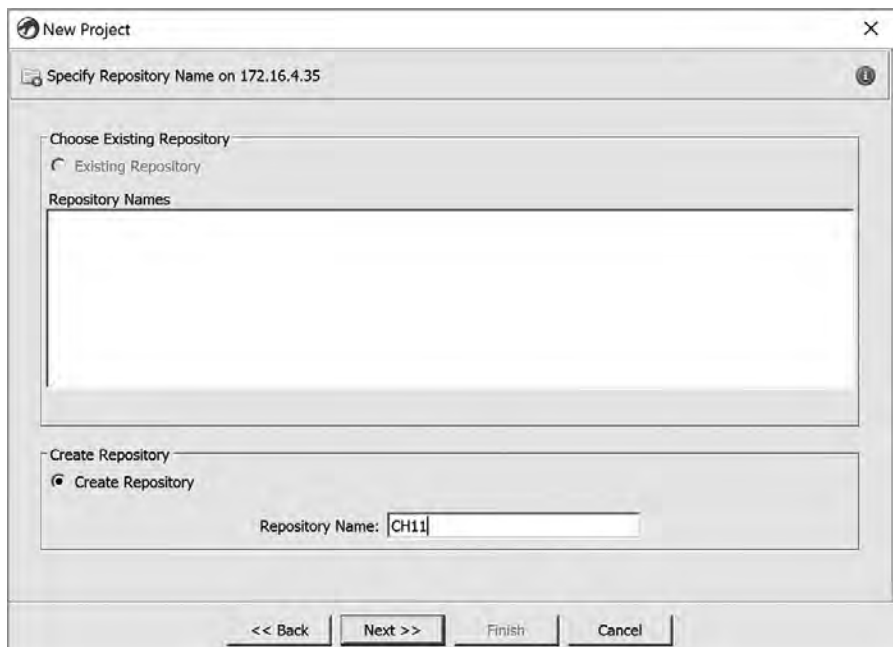 New Project
Specify Repository Name on 172.16.4.35
Choose Existing Repository
Existing Repository
Repository Names
Create Repository
Create Repository
Repository Name: CH11
<< Back Next >> Finish Cancel